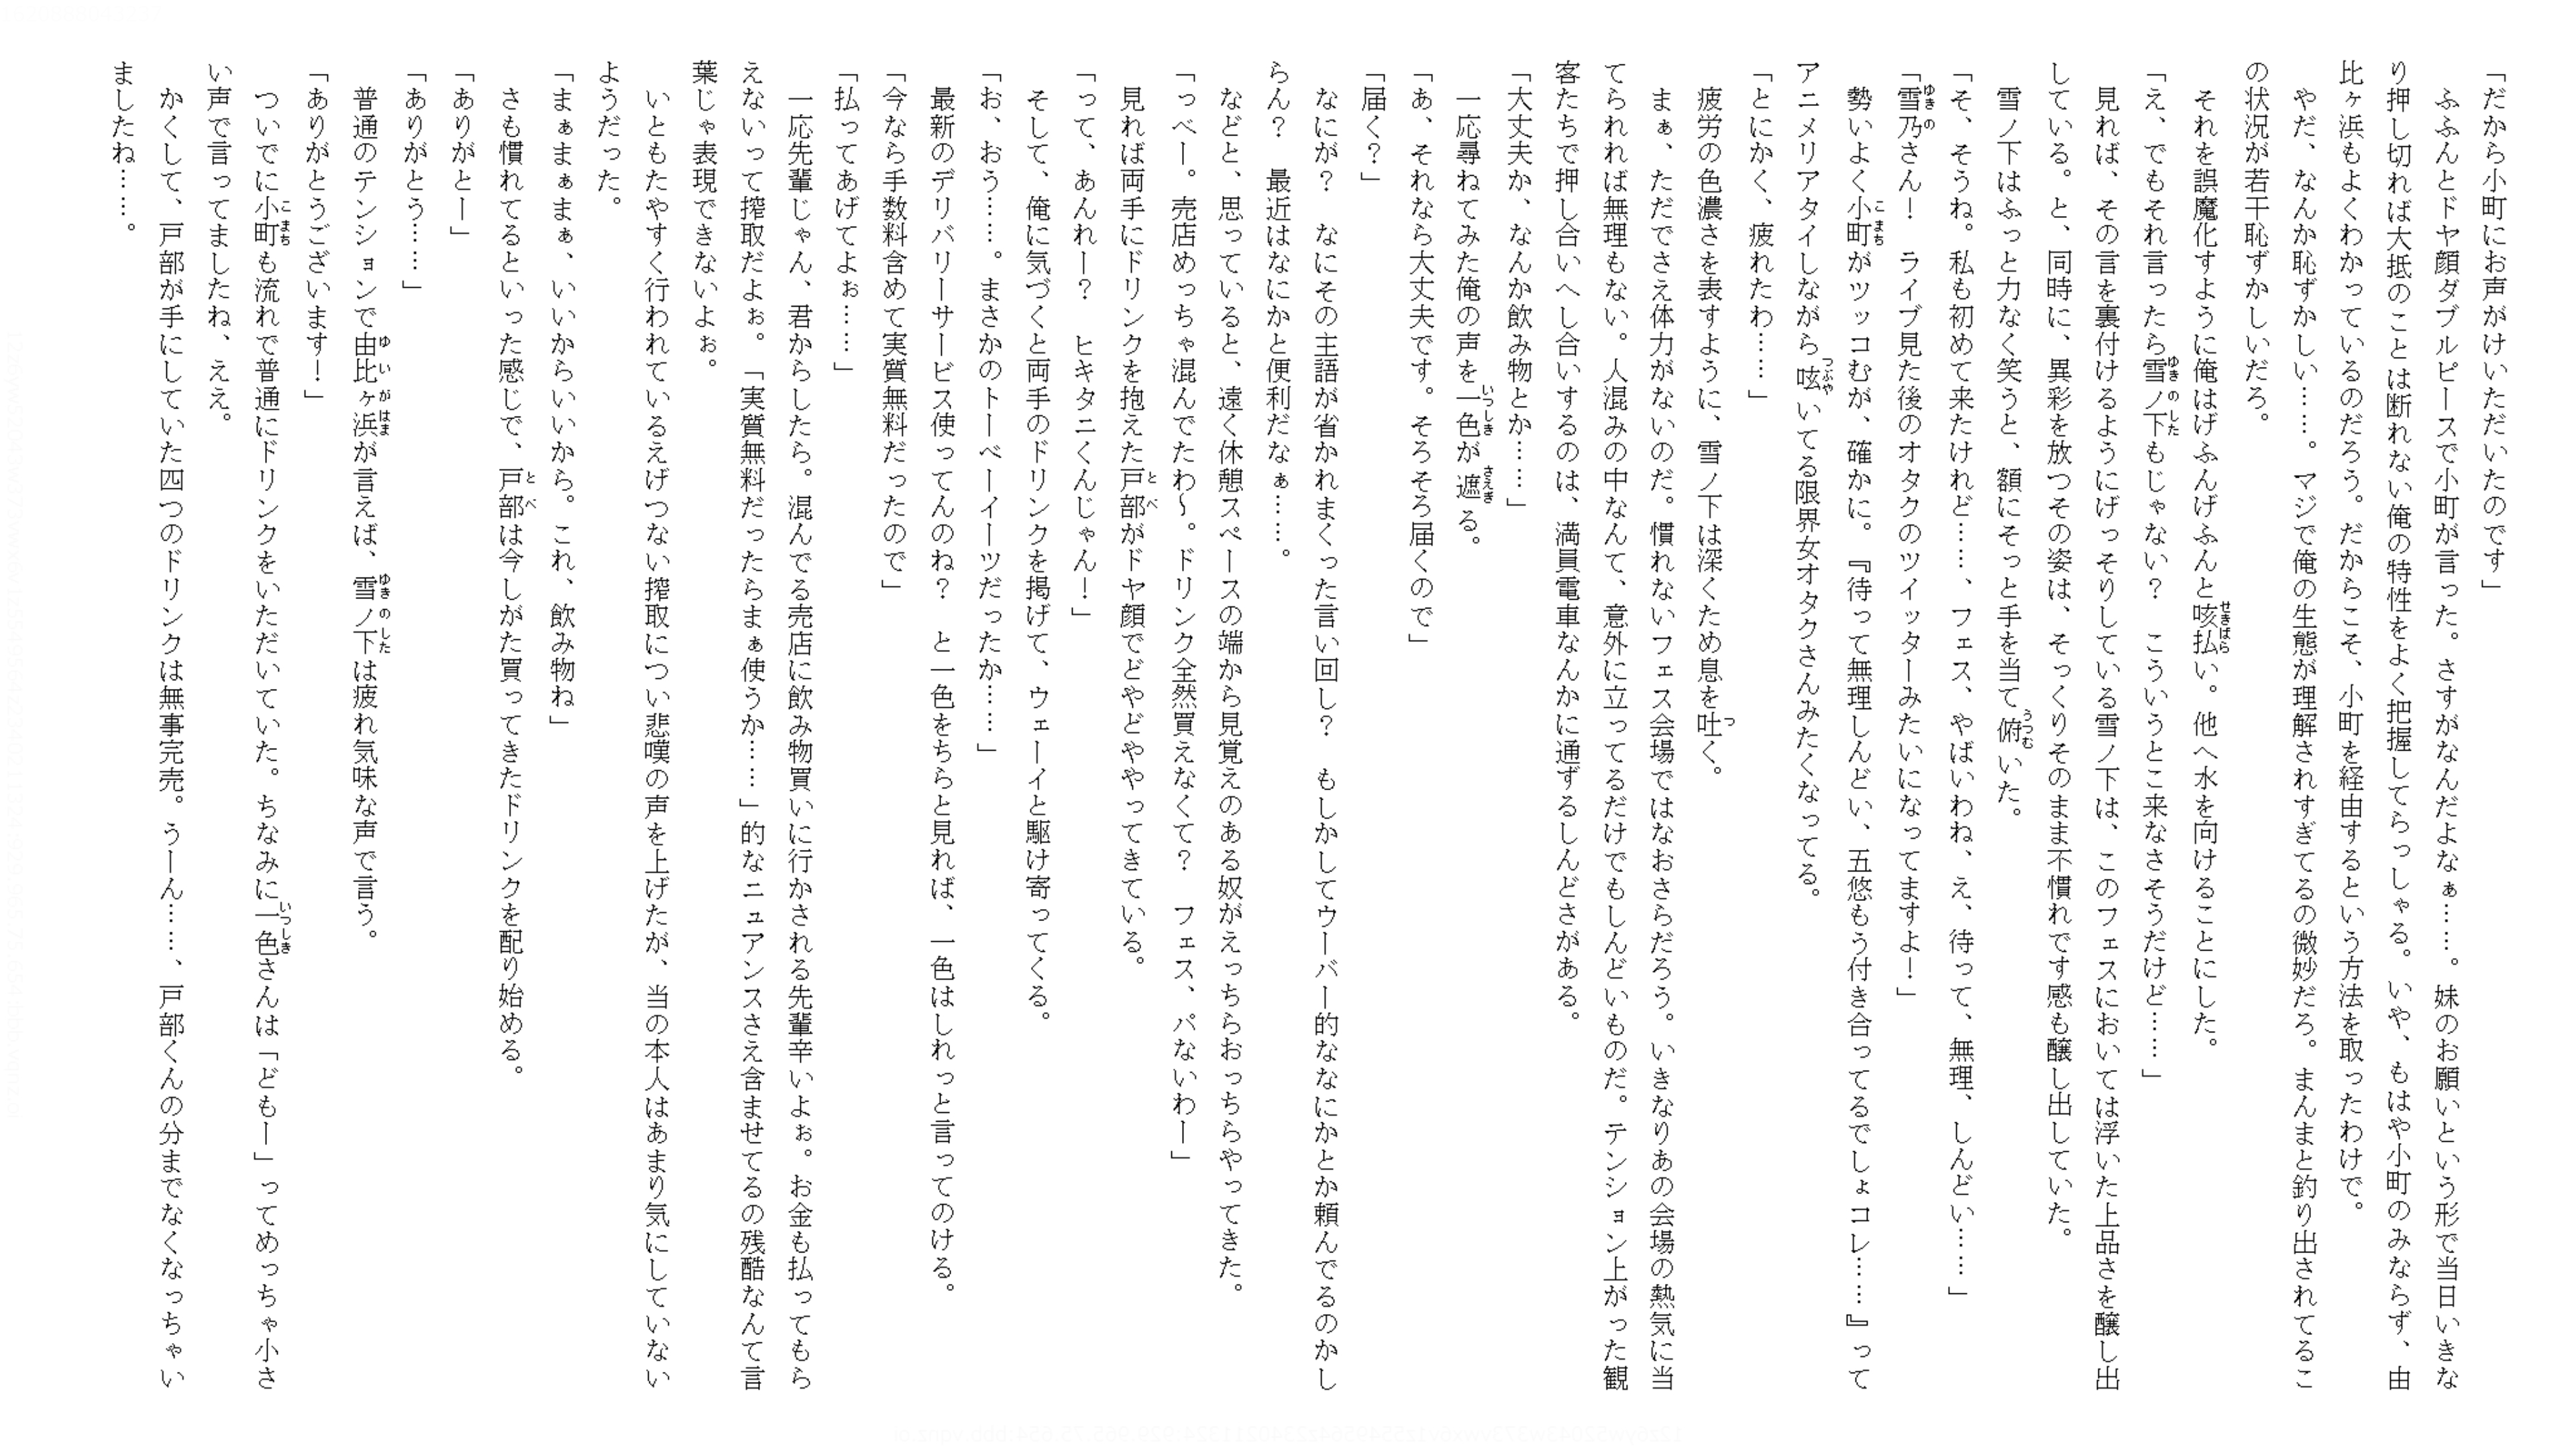 「だから小町にお声がけいただいたのです」
　ふふんとドヤ顔ダブルピースで小町が言った。さすがなんだよなぁ……。妹のお願いという形で当日いきな
り押し切れば大抵のことは断れない俺の特性をよく把握してらっしゃる。いや、もはや小町のみならず、由
比ヶ浜もよくわかっているのだろう。だからこそ、小町を経由するという方法を取ったわけで。
　やだ、なんか恥ずかしい……。マジで俺の生態が理解されすぎてるの微妙だろ。まんまと釣り出されてるこ
の状況が若干恥ずかしいだろ。
　それを誤魔化すように俺はげふんげふんと咳払い。他へ水を向けることにした。
「え、でもそれ言ったら雪ノ下もじゃない？　こういうとこ来なさそうだけど……」
　見れば、その言を裏付けるようにげっそりしている雪ノ下は、このフェスにおいては浮いた上品さを醸し出
している。と、同時に、異彩を放つその姿は、そっくりそのまま不慣れです感も醸し出していた。
　雪ノ下はふっと力なく笑うと、額にそっと手を当て俯いた。
「そ、そうね。私も初めて来たけれど……、フェス、やばいわね、え、待って、無理、しんどい……」
「雪乃さん！　ライブ見た後のオタクのツイッターみたいになってますよ！」
　勢いよく小町がツッコむが、確かに。『待って無理しんどい、五悠もう付き合ってるでしょコレ……』って
アニメリアタイしながら呟いてる限界女オタクさんみたくなってる。
「とにかく、疲れたわ……」
　疲労の色濃さを表すように、雪ノ下は深くため息を吐く。
　まぁ、ただでさえ体力がないのだ。慣れないフェス会場ではなおさらだろう。いきなりあの会場の熱気に当
てられれば無理もない。人混みの中なんて、意外に立ってるだけでもしんどいものだ。テンション上がった観
客たちで押し合いへし合いするのは、満員電車なんかに通ずるしんどさがある。
「大丈夫か、なんか飲み物とか……」
　一応尋ねてみた俺の声を一色が遮る。
「あ、それなら大丈夫です。そろそろ届くので」
「届く？」
　なにが？　なにその主語が省かれまくった言い回し？　もしかしてウーバー的ななにかとか頼んでるのかし
らん？　最近はなにかと便利だなぁ……。
　などと、思っていると、遠く休憩スペースの端から見覚えのある奴がえっちらおっちらやってきた。
「っべー。売店めっちゃ混んでたわ〜。ドリンク全然買えなくて？　フェス、パないわー」
　見れば両手にドリンクを抱えた戸部がドヤ顔でどやどややってきている。
「って、あんれー？　ヒキタニくんじゃん！」
　そして、俺に気づくと両手のドリンクを掲げて、ウェーイと駆け寄ってくる。
「お、おう……。まさかのトーベーイーツだったか……」
　最新のデリバリーサービス使ってんのね？　と一色をちらと見れば、一色はしれっと言ってのける。
「今なら手数料含めて実質無料だったので」
「払ってあげてよぉ……」
　一応先輩じゃん、君からしたら。混んでる売店に飲み物買いに行かされる先輩辛いよぉ。お金も払ってもら
えないって搾取だよぉ。「実質無料だったらまぁ使うか……」的なニュアンスさえ含ませてるの残酷なんて言
葉じゃ表現できないよぉ。
　いともたやすく行われているえげつない搾取につい悲嘆の声を上げたが、当の本人はあまり気にしていない
ようだった。
「まぁまぁまぁ、いいからいいから。これ、飲み物ね」
　さも慣れてるといった感じで、戸部は今しがた買ってきたドリンクを配り始める。
「ありがとー」
「ありがとう……」
　普通のテンションで由比ヶ浜が言えば、雪ノ下は疲れ気味な声で言う。
「ありがとうございます！」
　ついでに小町も流れで普通にドリンクをいただいていた。ちなみに一色さんは「どもー」ってめっちゃ小さ
い声で言ってましたね、ええ。
　かくして、戸部が手にしていた四つのドリンクは無事完売。うーん……、戸部くんの分までなくなっちゃい
ましたね……。